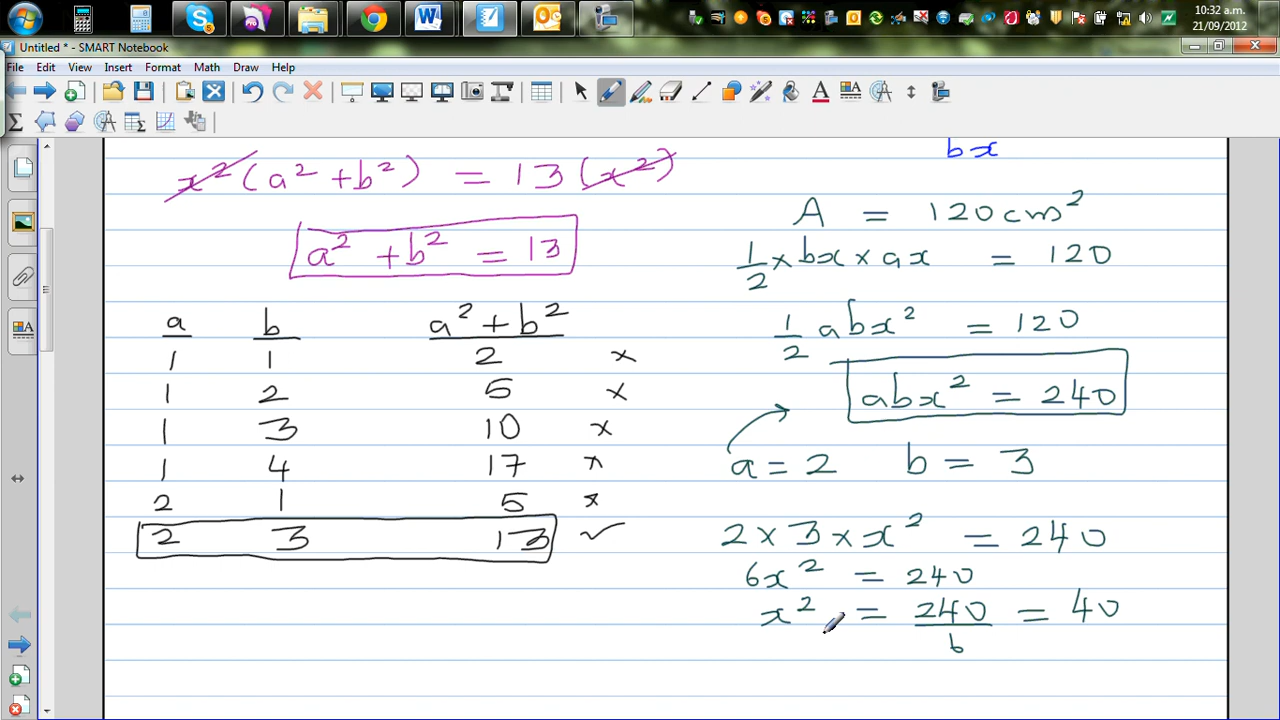 10:32 a.m.
21/09/2012
Untitled * - SMART Notebook
File Edit View Insert Format Math Draw Help
x² (a² + b²) = 13 (x²)
a² + b² = 13
a b a² + b²
1 1 2 ×
1 2 5 ×
1 3 10 ×
1 4 17 ×
2 1 5 ×
2 3 13 ✓
bx
A = 120cm²
1/2 × bx × ax = 120
1/2 abx² = 120
abx² = 240
a = 2 b = 3
2 × 3 × x² = 240
6x² = 240
x² = 240/6 = 40